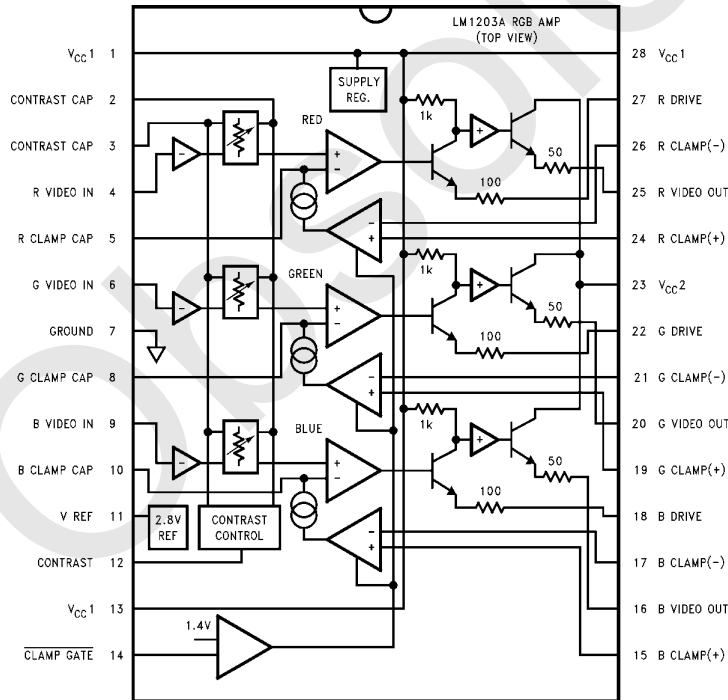 LM1203A RGB AMP
(TOP VIEW)
VCC1 1
CONTRAST CAP 2
CONTRAST CAP 3
R VIDEO IN 4
R CLAMP CAP 5
G VIDEO IN 6
GROUND 7
G CLAMP CAP 8
B VIDEO IN 9
B CLAMP CAP 10
V REF 11
CONTRAST 12
VCC1 13
CLAMP GATE 14
28 VCC1
27 R DRIVE
26 R CLAMP(-)
25 R VIDEO OUT
24 R CLAMP(+)
23 VCC2
22 G DRIVE
21 G CLAMP(-)
20 G VIDEO OUT
19 G CLAMP(+)
18 B DRIVE
17 B CLAMP(-)
16 B VIDEO OUT
15 B CLAMP(+)
SUPPLY
REG.
RED
1k
50
100
+
-
-
+
-
+
GREEN
1k
50
100
+
-
-
+
-
+
BLUE
1k
50
100
+
-
-
+
-
+
2.8V
REF
CONTRAST
CONTROL
1.4V
Obsolete